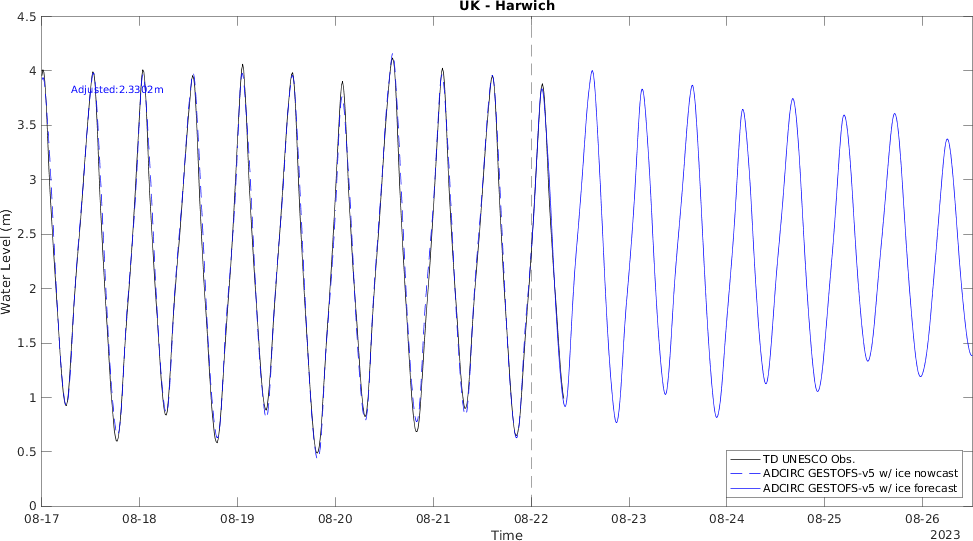 UK - Harwich
4.5
4
3.5
3
2.5
2
1.5
1
0.5
0
Water Level (m)
Adjusted:2.3302m
TD UNESCO Obs.
ADCIRC GESTOFS-v5 w/ ice nowcast
ADCIRC GESTOFS-v5 w/ ice forecast
08-17 08-18 08-19 08-20 08-21 08-22 08-23 08-24 08-25 08-26
Time
2023